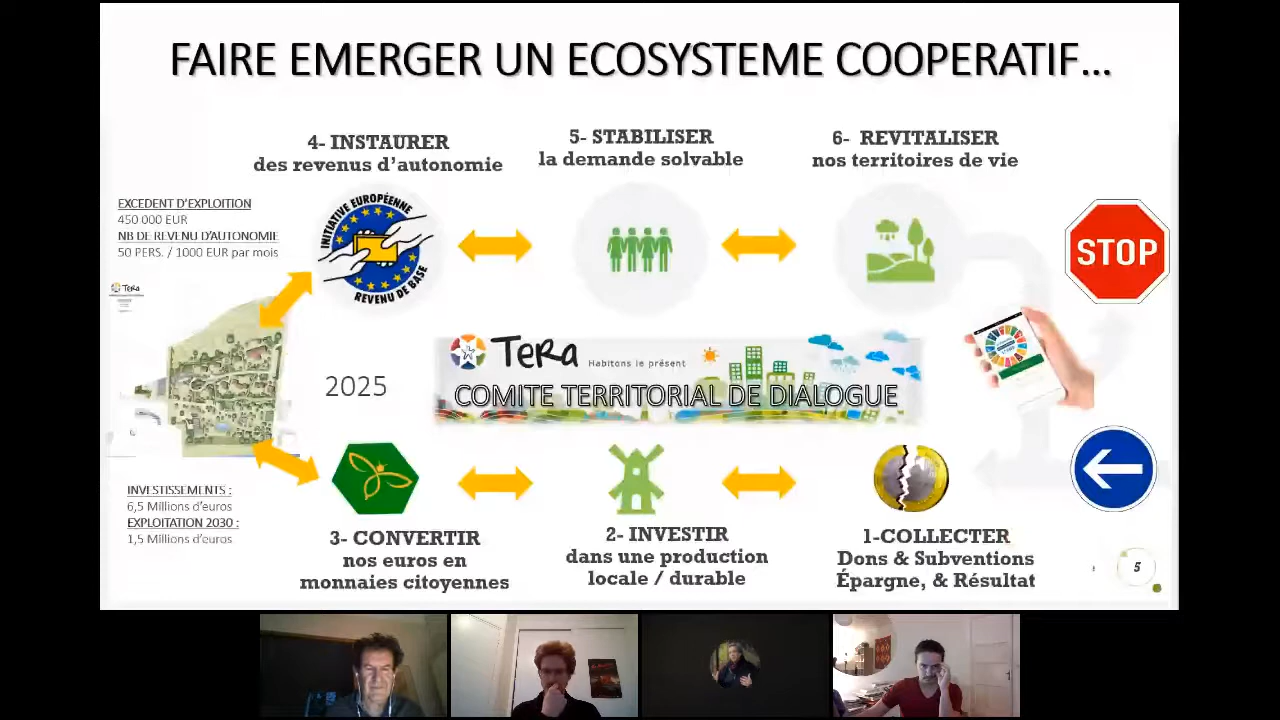 FAIRE EMERGER UN ECOSYSTEME COOPERATIF...
4- INSTAURER
des revenus d'autonomie
5- STABILISER
la demande solvable
6- REVITALISER
nos territoires de vie
EXCEDENT D'EXPLOITION
450 000 EUR
NB DE REVENU D'AUTONOMIE
50 PERS. / 1000 EUR par mois
INITIATIVE EUROPÉENNE
REVENU DE BASE
STOP
Tera
2025
TeRa Habitons le présent
COMITE TERRITORIAL DE DIALOGUE
INVESTISSEMENTS :
6,5 Millions d'euros
EXPLOITATION 2030 :
1,5 Millions d'euros
3- CONVERTIR
nos euros en
monnaies citoyennes
2- INVESTIR
dans une production
locale / durable
1-COLLECTER
Dons & Subventions
Épargne, & Résultat
5